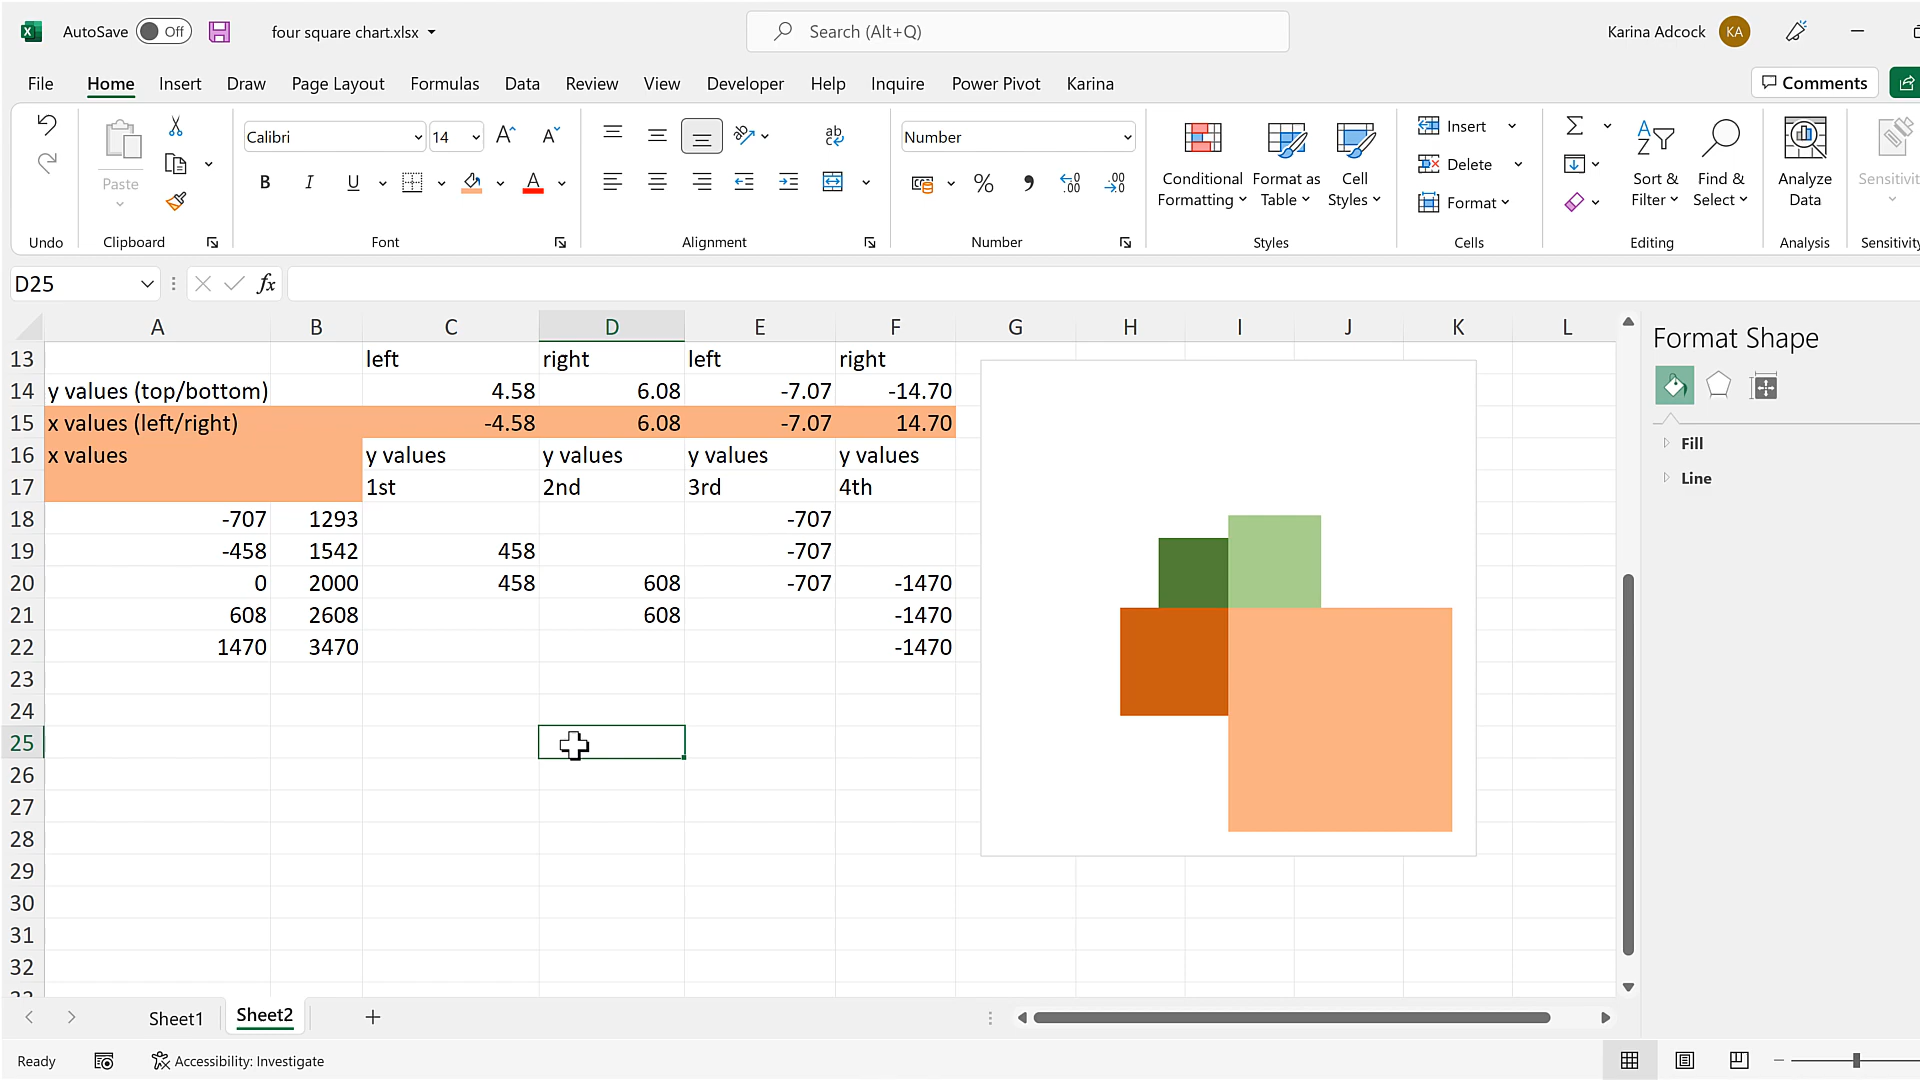 AutoSave Off four square chart.xlsx Search (Alt+Q) Karina Adcock KA
File Home Insert Draw Page Layout Formulas Data Review View Developer Help Inquire Power Pivot Karina Comments
Calibri 14 A A ab c Number Σ A Z
Insert
Paste
B I U A % .00 .00
Delete
Format
Conditional Formatting
Format as Table
Cell Styles
Sort & Filter
Find & Select
Analyze Data
Sensitivit
Undo Clipboard Font Alignment Number Styles Cells Editing Analysis Sensitivity
D25 fx
A B C D E F G H I J K L
13 left right left right
14 y values (top/bottom) 4.58 6.08 -7.07 -14.70
15 x values (left/right) -4.58 6.08 -7.07 14.70
16 x values y values y values y values y values
17 1st 2nd 3rd 4th
18 -707 1293 -707
19 -458 1542 458 -707
20 0 2000 458 608 -707 -1470
21 608 2608 608 -1470
22 1470 3470 -1470
23
24
25
26
27
28
29
30
31
32
Format Shape
Fill
Line
Sheet1 Sheet2
Ready Accessibility: Investigate